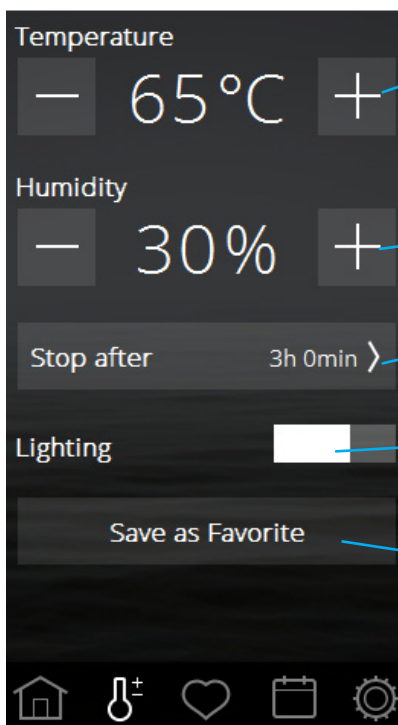 Temperature
— 65°C +
Humidity
— 30% +
Stop after 3h 0min 〉
Lighting
Save as Favorite